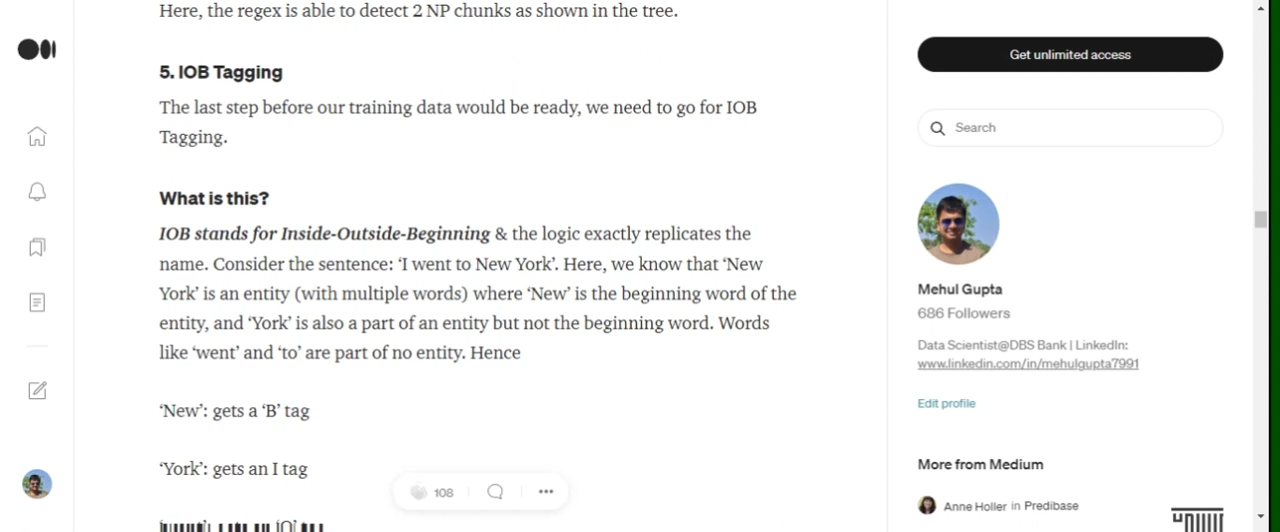 Here, the regex is able to detect 2 NP chunks as shown in the tree.
5. IOB Tagging
The last step before our training data would be ready, we need to go for IOB
Tagging.
What is this?
IOB stands for Inside-Outside-Beginning & the logic exactly replicates the
name. Consider the sentence: ‘I went to New York’. Here, we know that ‘New
York’ is an entity (with multiple words) where ‘New’ is the beginning word of the
entity, and ‘York’ is also a part of an entity but not the beginning word. Words
like ‘went’ and ‘to’ are part of no entity. Hence
‘New’: gets a ‘B’ tag
‘York’: gets an I tag
108
Get unlimited access
Search
Mehul Gupta
686 Followers
Data Scientist@DBS Bank | LinkedIn:
www.linkedin.com/in/mehulgupta7991
Edit profile
More from Medium
Anne Holler in Predibase